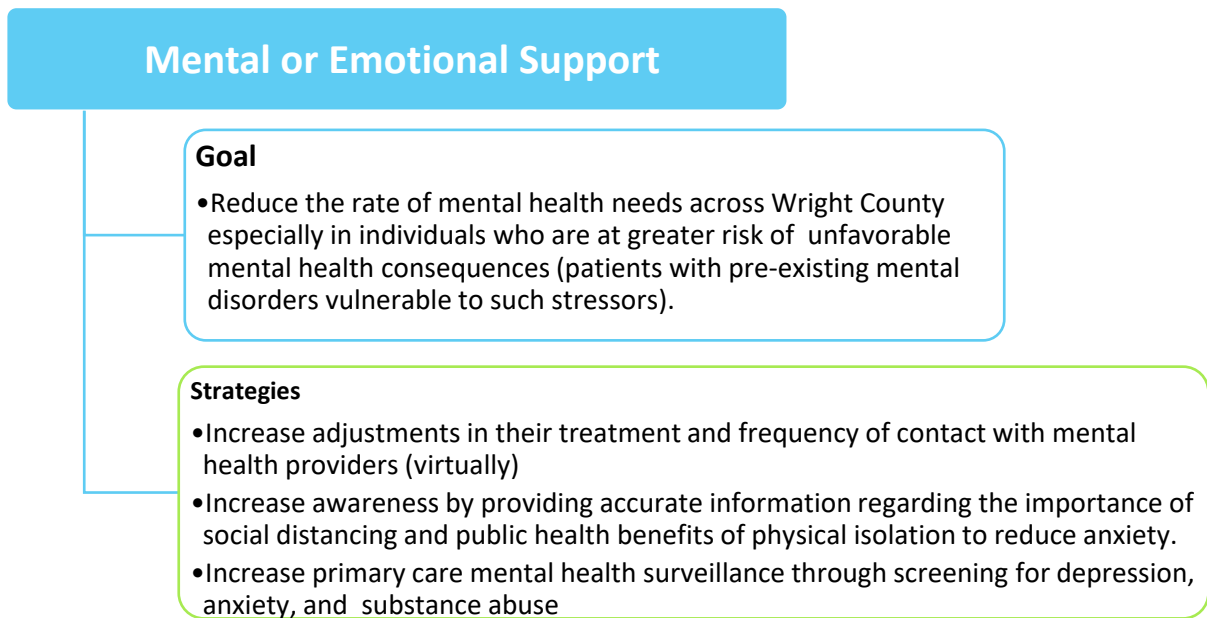 Mental or Emotional Support
Goal
•Reduce the rate of mental health needs across Wright County
especially in individuals who are at greater risk of  unfavorable
mental health consequences (patients with pre-existing mental
disorders vulnerable to such stressors).
Strategies
•Increase adjustments in their treatment and frequency of contact with mental
health providers (virtually)
•Increase awareness by providing accurate information regarding the importance of
social distancing and public health benefits of physical isolation to reduce anxiety.
•Increase primary care mental health surveillance through screening for depression,
anxiety, and  substance abuse